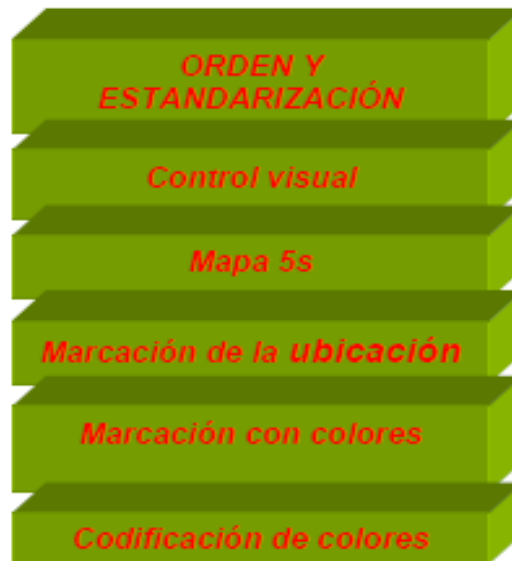 ORDEN Y
ESTANDARIZACIÓN
Control visual
Mapa 5s
Marcación de la ubicación
Marcación con colores
Codificación de colores